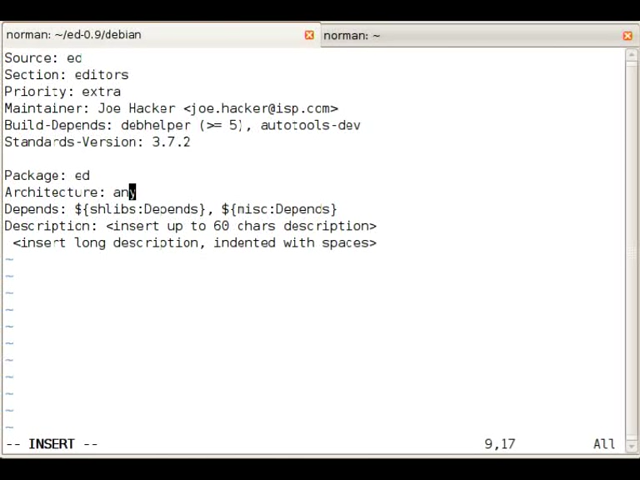 norman: ~/ed-0.9/debian
norman: ~
Source: ed
Section: editors
Priority: extra
Maintainer: Joe Hacker <joe.hacker@isp.com>
Build-Depends: debhelper (>= 5), autotools-dev
Standards-Version: 3.7.2
Package: ed
Architecture: any
Depends: ${shlibs:Depends}, ${misc:Depends}
Description: <insert up to 60 chars description>
<insert long description, indented with spaces>
~
~
~
~
~
~
~
~
~
~
~
-- INSERT -- 9,17 All